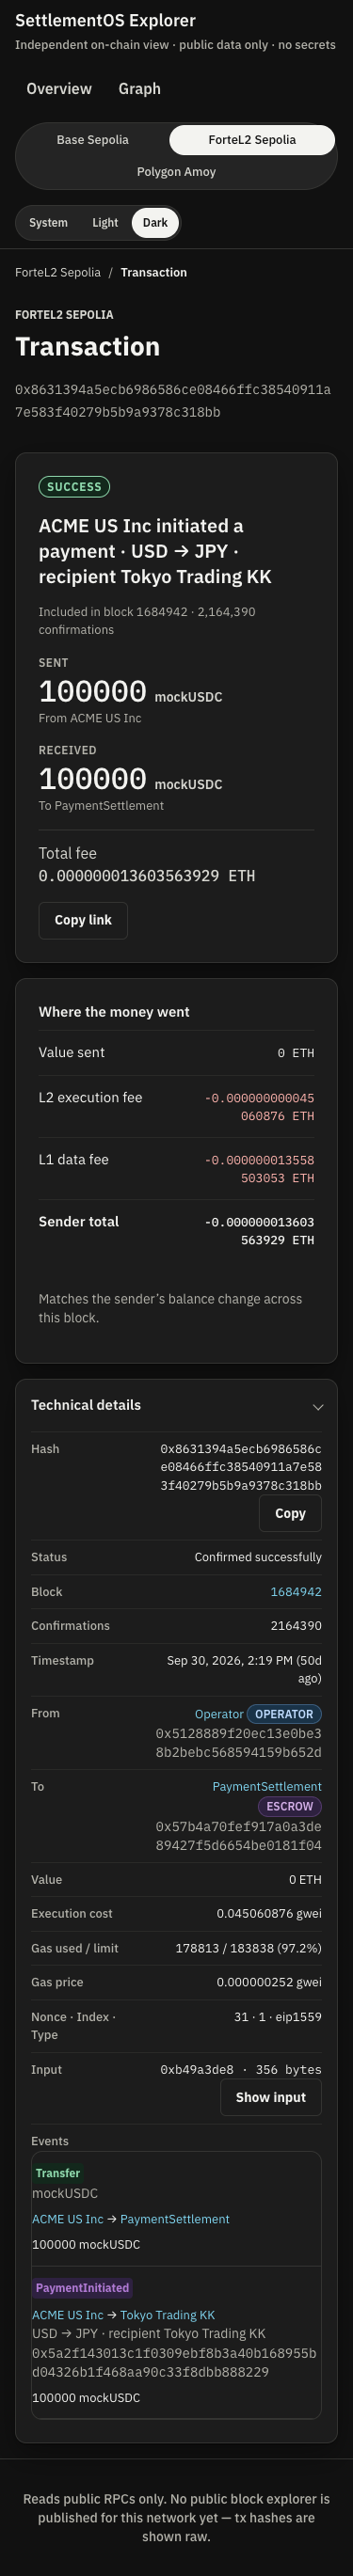 SettlementOS Explorer
Independent on-chain view · public data only · no secrets
Overview Graph
Base Sepolia ForteL2 Sepolia
Polygon Amoy
System Light Dark
ForteL2 Sepolia / Transaction
FORTEL2 SEPOLIA
Transaction
0x8631394a5ecb6986586ce08466ffc38540911a
7e583f40279b5b9a9378c318bb
SUCCESS
ACME US Inc initiated a
payment · USD → JPY ·
recipient Tokyo Trading KK
Included in block 1684942 · 2,164,390
confirmations
SENT
100000 mockUSDC
From ACME US Inc
RECEIVED
100000 mockUSDC
To PaymentSettlement
Total fee
0.000000013603563929 ETH
Copy link
Where the money went
Value sent 0 ETH
L2 execution fee -0.000000000045
060876 ETH
L1 data fee -0.000000013558
503053 ETH
Sender total -0.000000013603
563929 ETH
Matches the sender's balance change across
this block.
Technical details
Hash 0x8631394a5ecb6986586c
e08466ffc38540911a7e58
3f40279b5b9a9378c318bb
Copy
Status Confirmed successfully
Block 1684942
Confirmations 2164390
Timestamp Sep 30, 2026, 2:19 PM (50d
ago)
From Operator OPERATOR
0x5128889f20ec13e0be3
8b2bebc568594159b652d
To PaymentSettlement
ESCROW
0x57b4a70fef917a0a3de
89427f5d6654be0181f04
Value 0 ETH
Execution cost 0.045060876 gwei
Gas used / limit 178813 / 183838 (97.2%)
Gas price 0.000000252 gwei
Nonce · Index · 31 · 1 · eip1559
Type
Input 0xb49a3de8 · 356 bytes
Show input
Events
Transfer
mockUSDC
ACME US Inc → PaymentSettlement
100000 mockUSDC
PaymentInitiated
ACME US Inc → Tokyo Trading KK
USD → JPY · recipient Tokyo Trading KK
0x5a2f143013c1f0309ebf8b3a40b168955b
d04326b1f468aa90c33f8dbb888229
100000 mockUSDC
Reads public RPCs only. No public block explorer is
published for this network yet — tx hashes are
shown raw.